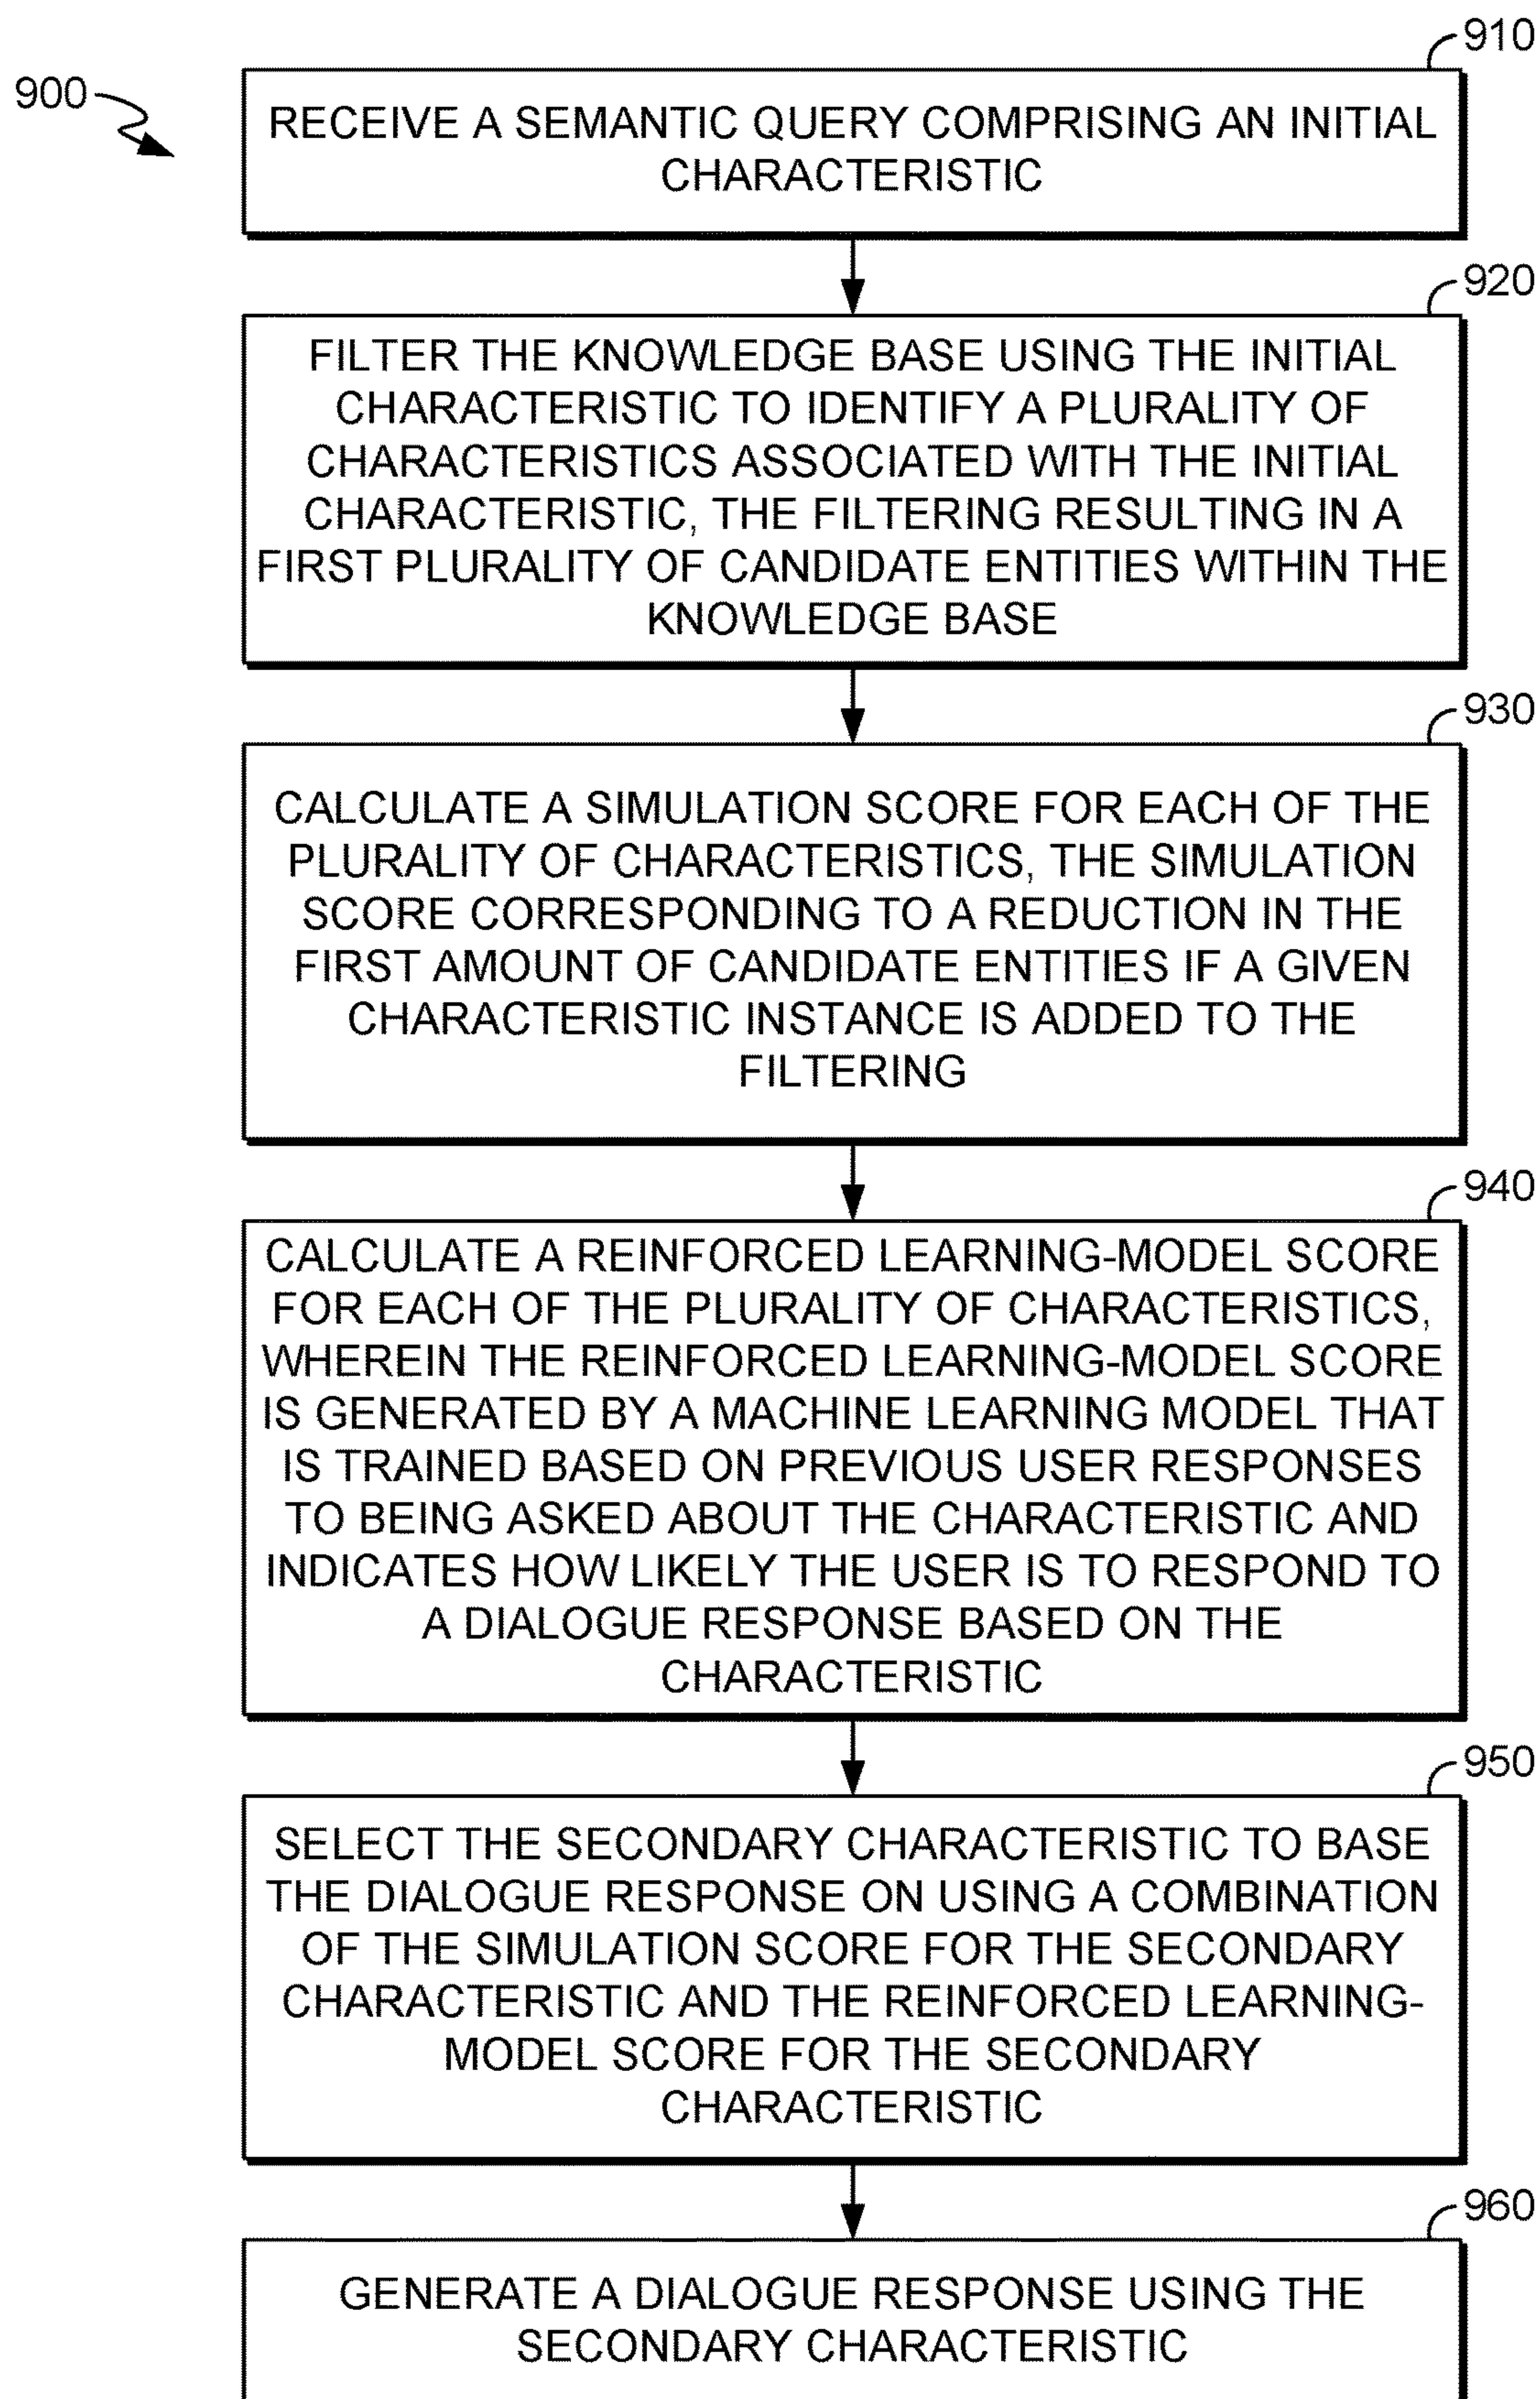 910
900
RECEIVE A SEMANTIC QUERY COMPRISING AN INITIAL
CHARACTERISTIC
920
FILTER THE KNOWLEDGE BASE USING THE INITIAL
CHARACTERISTIC TO IDENTIFY A PLURALITY OF
CHARACTERISTICS ASSOCIATED WITH THE INITIAL
CHARACTERISTIC, THE FILTERING RESULTING IN A
FIRST PLURALITY OF CANDIDATE ENTITIES WITHIN THE
KNOWLEDGE BASE
930
CALCULATE A SIMULATION SCORE FOR EACH OF THE
PLURALITY OF CHARACTERISTICS, THE SIMULATION
SCORE CORRESPONDING TO A REDUCTION IN THE
FIRST AMOUNT OF CANDIDATE ENTITIES IF A GIVEN
CHARACTERISTIC INSTANCE IS ADDED TO THE
FILTERING
940
CALCULATE A REINFORCED LEARNING-MODEL SCORE
FOR EACH OF THE PLURALITY OF CHARACTERISTICS,
WHEREIN THE REINFORCED LEARNING-MODEL SCORE
IS GENERATED BY A MACHINE LEARNING MODEL THAT
IS TRAINED BASED ON PREVIOUS USER RESPONSES
TO BEING ASKED ABOUT THE CHARACTERISTIC AND
INDICATES HOW LIKELY THE USER IS TO RESPOND TO
A DIALOGUE RESPONSE BASED ON THE
CHARACTERISTIC
950
SELECT THE SECONDARY CHARACTERISTIC TO BASE
THE DIALOGUE RESPONSE ON USING A COMBINATION
OF THE SIMULATION SCORE FOR THE SECONDARY
CHARACTERISTIC AND THE REINFORCED LEARNING-
MODEL SCORE FOR THE SECONDARY
CHARACTERISTIC
960
GENERATE A DIALOGUE RESPONSE USING THE
SECONDARY CHARACTERISTIC